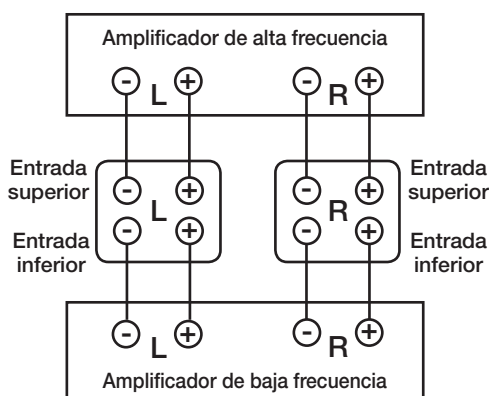 Amplificador de alta frecuencia
- L + - R +
Entrada
superior
- L + - R +
Entrada
superior
Entrada
inferior
- + - +
Entrada
inferior
- L + - R +
Amplificador de baja frecuencia